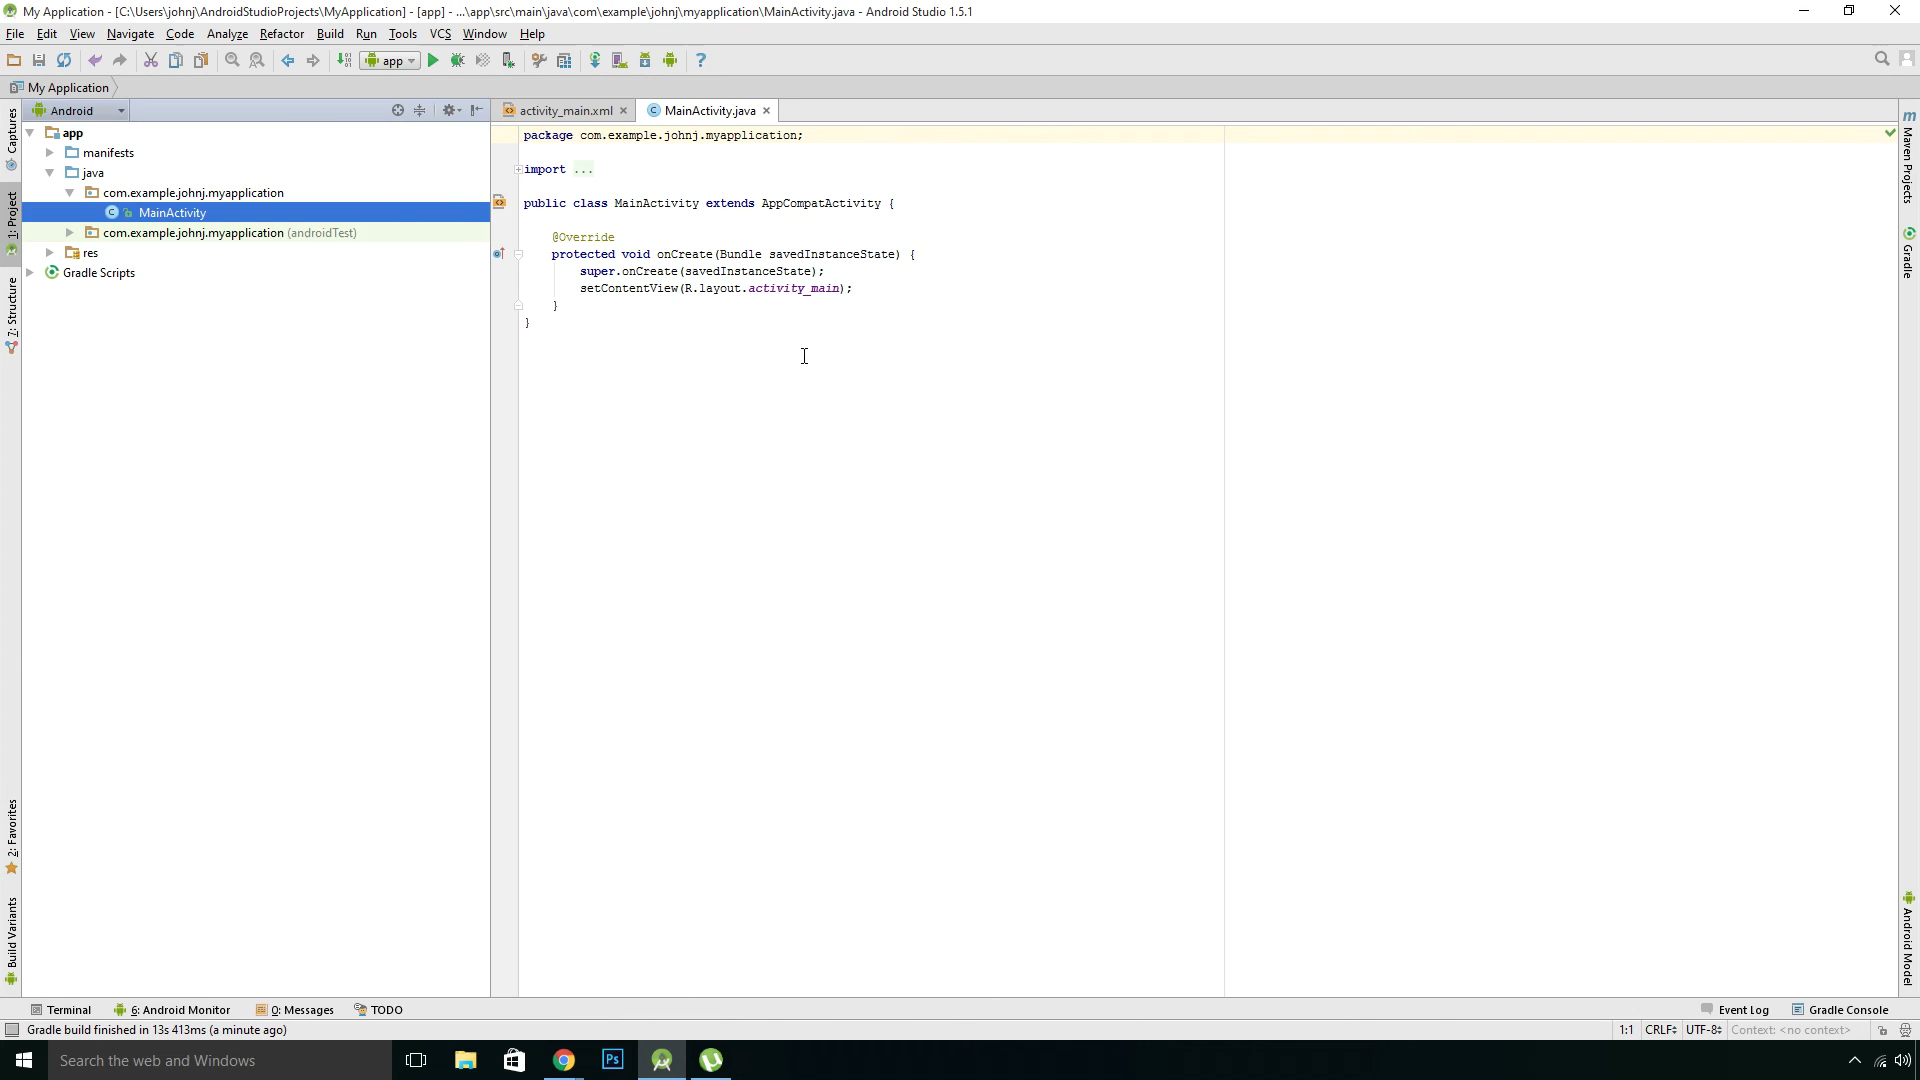 My Application - [C:\Users\johnj\AndroidStudioProjects\MyApplication] - [app] - ...\app\src\main\java\com\example\johnj\myapplication\MainActivity.java - Android Studio 1.5.1
File Edit View Navigate Code Analyze Refactor Build Run Tools VCS Window Help
app
My Application
Android
activity_main.xml
MainActivity.java
app
manifests
java
com.example.johnj.myapplication
MainActivity
com.example.johnj.myapplication (androidTest)
res
Gradle Scripts
package com.example.johnj.myapplication;
import ...
public class MainActivity extends AppCompatActivity {
@Override
protected void onCreate(Bundle savedInstanceState) {
super.onCreate(savedInstanceState);
setContentView(R.layout.activity_main);
}
}
Captures
1: Project
7: Structure
2: Favorites
Build Variants
Maven Projects
Gradle
Android Model
Terminal 6: Android Monitor 0: Messages TODO Event Log Gradle Console
Gradle build finished in 13s 413ms (a minute ago) 1:1 CRLF UTF-8 Context: <no context>
Search the web and Windows
Ps